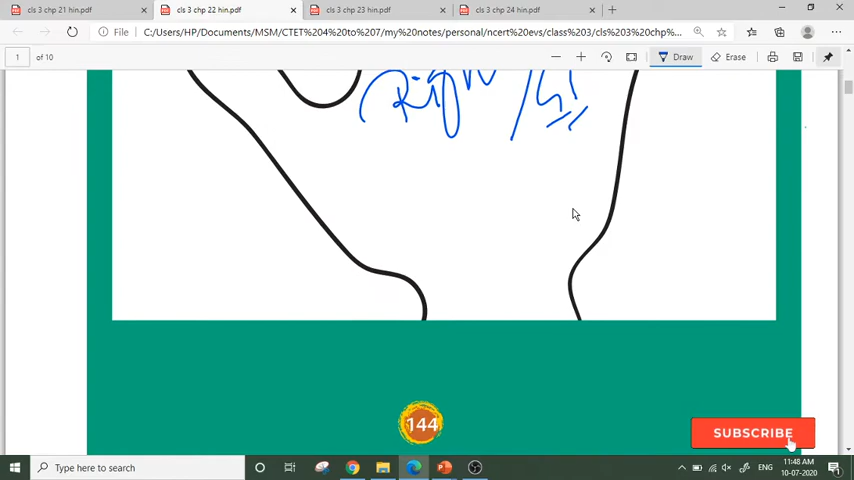 cls 3 chp 21 hin.pdf
cls 3 chp 22 hin.pdf
cls 3 chp 23 hin.pdf
cls 3 chp 24 hin.pdf
File
C:/Users/HP/Documents/MSM/CTET%204%20to%207/my%20notes/personal/ncert%20evs/class%203/cls%203%20chp%...
1 of 10
Draw
Erase
Right /
144
SUBSCRIBE
Type here to search
ENG
11:48 AM
10-07-2020
1